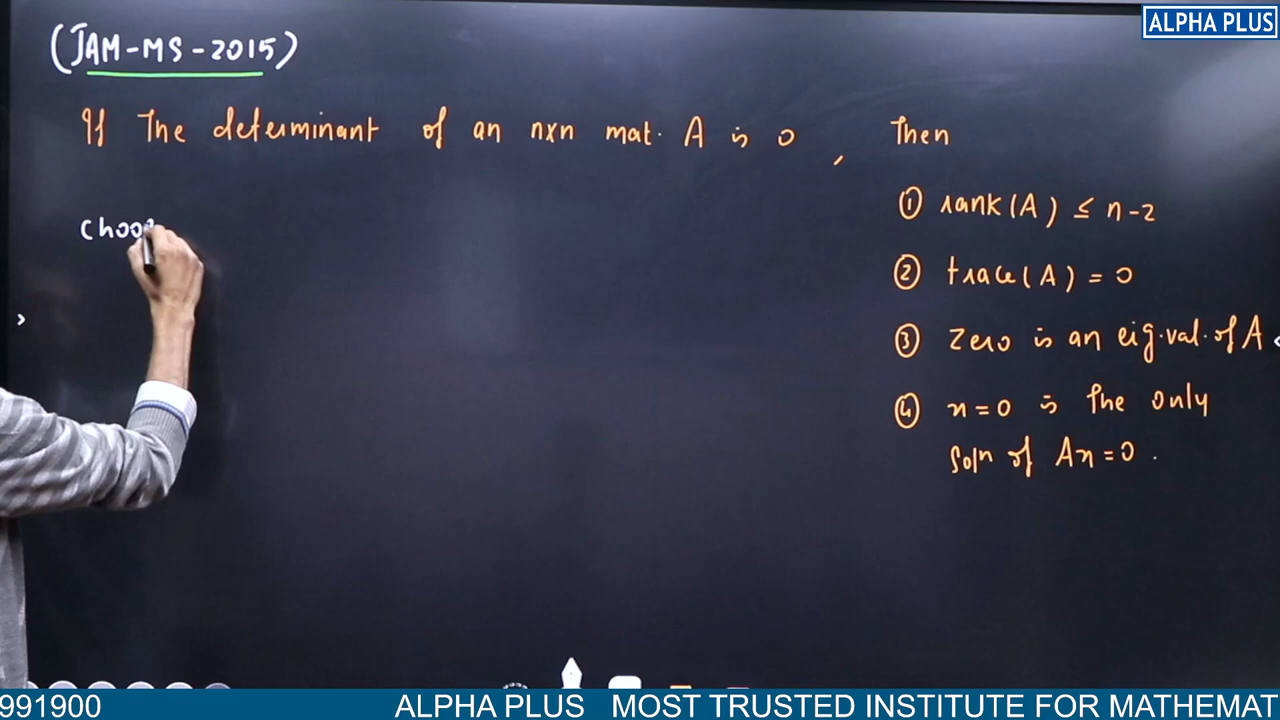 ALPHA PLUS
(JAM-MS-2015)
If The determinant of an nxn mat. A is 0, Then
① rank(A) ≤ n-2
② trace(A) = 0
③ Zero is an eig.val. of A
④ x=0 is the only
soln of Ax=0.
Choo
991900 ALPHA PLUS MOST TRUSTED INSTITUTE FOR MATHEMAT